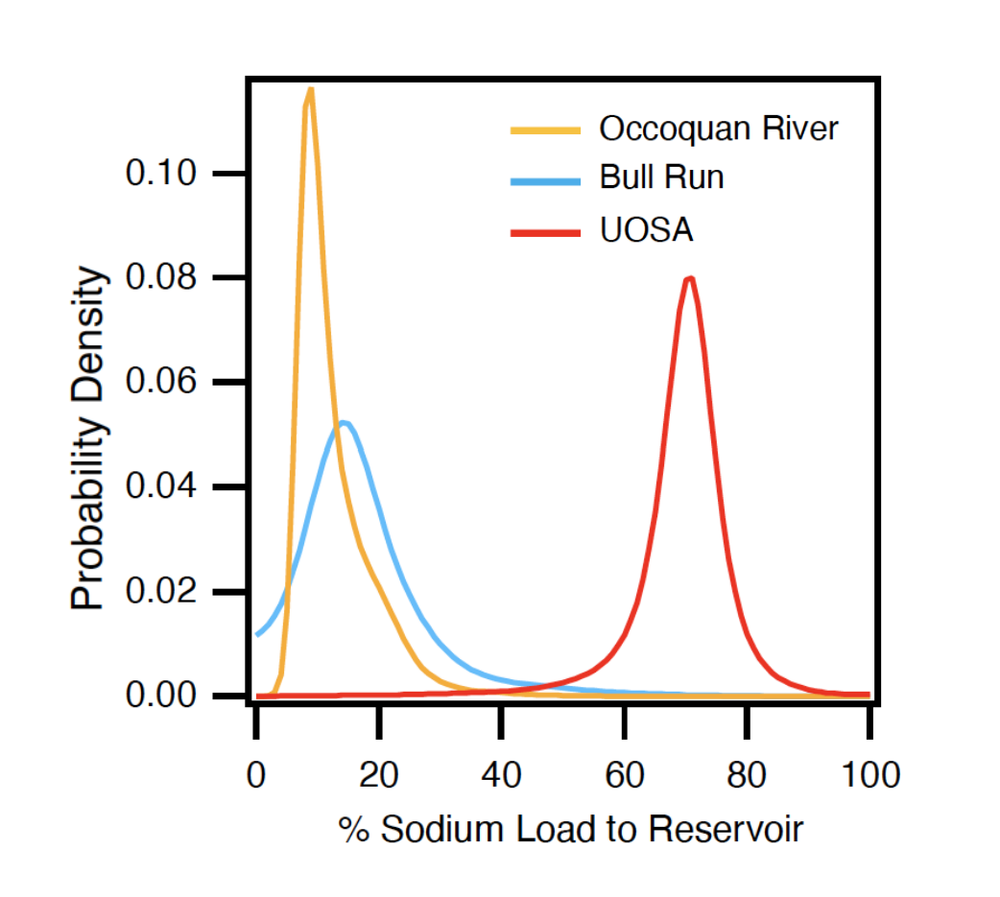 Occoquan River
Bull Run
UOSA
Probability Density
0.10
0.08
0.06
0.04
0.02
0.00
0 20 40 60 80 100
% Sodium Load to Reservoir